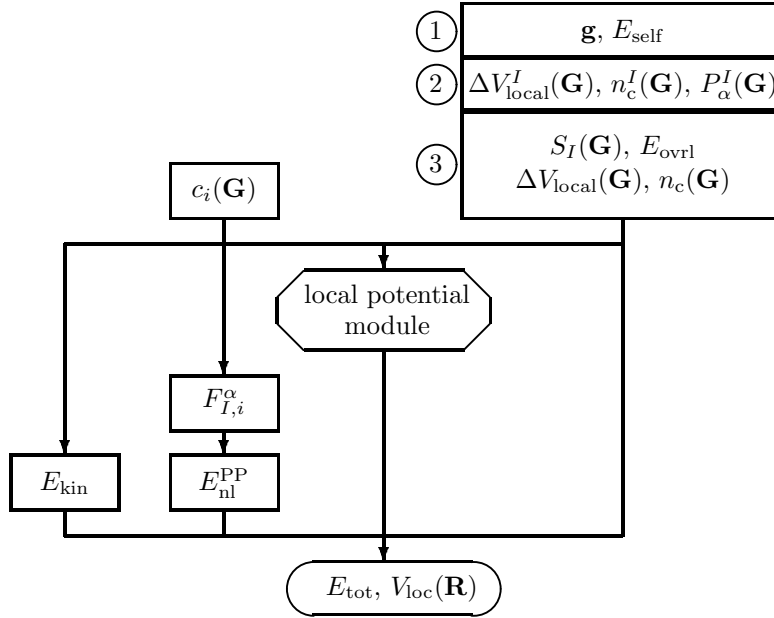 1 g, E_self
2 ΔV^I_local(G), n^I_c(G), P^I_α(G)
3 S_I(G), E_ovrl
ΔV_local(G), n_c(G)
c_i(G)
local potential
module
F^α_{I,i}
E_kin
E^PP_nl
E_tot, V_loc(R)